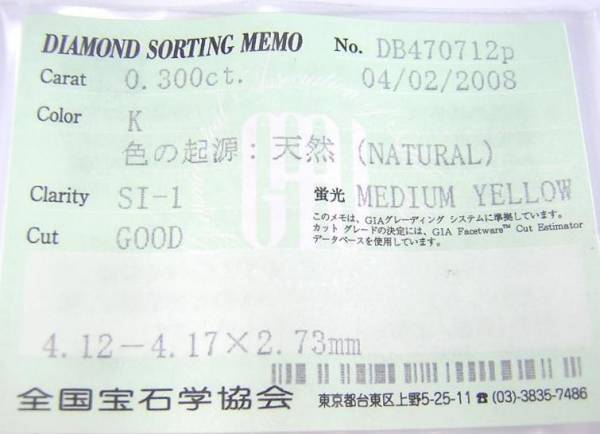 DIAMOND SORTING MEMO No. DB470712p
Carat 0.300ct. 04/02/2008
Color K
色の起源：天然 (NATURAL)
Clarity SI-1 蛍光 MEDIUM YELLOW
このメモは、GIAグレーディング システムに準拠しています。
カット グレードの決定には、GIA Facetware™ Cut Estimator
データベースを使用しています。
Cut GOOD
4.12－4.17×2.73mm
全国宝石学協会 東京都台東区上野5-25-11 ☎ (03)-3835-7486